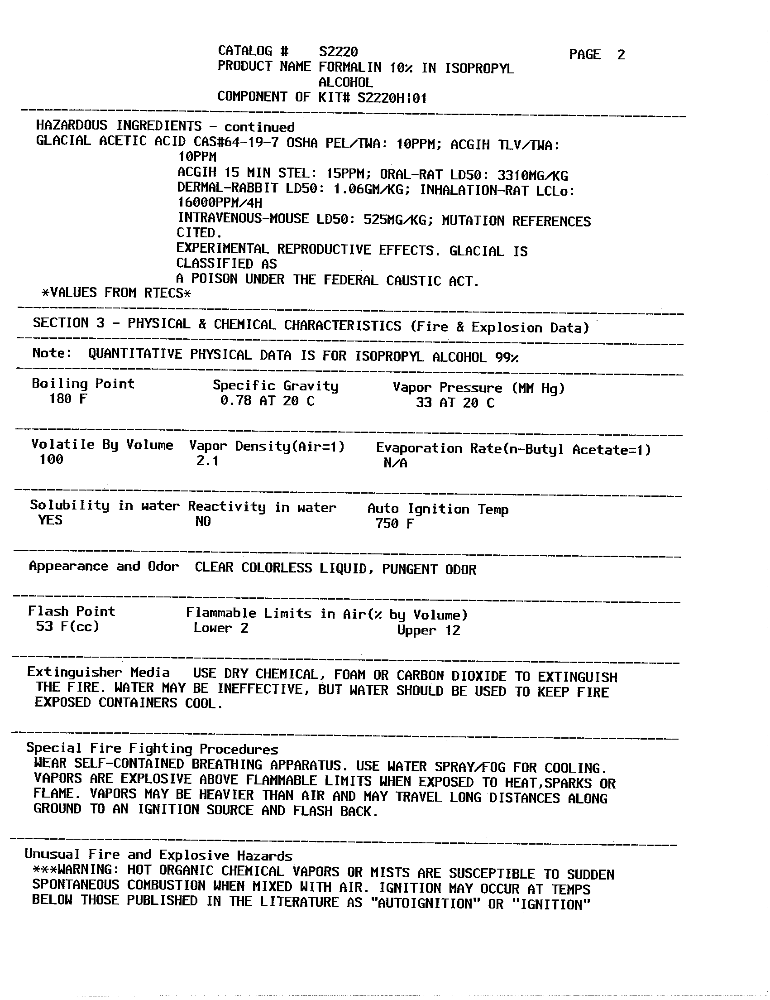 CATALOG # S2220 PAGE 2
PRODUCT NAME FORMALIN 10% IN ISOPROPYL
ALCOHOL
COMPONENT OF KIT# S2220H:01
HAZARDOUS INGREDIENTS - continued
GLACIAL ACETIC ACID CAS#64-19-7 OSHA PEL/TWA: 10PPM; ACGIH TLV/TWA:
10PPM
ACGIH 15 MIN STEL: 15PPM; ORAL-RAT LD50: 3310MG/KG
DERMAL-RABBIT LD50: 1.06GM/KG; INHALATION-RAT LCLo:
16000PPM/4H
INTRAVENOUS-MOUSE LD50: 525MG/KG; MUTATION REFERENCES
CITED.
EXPERIMENTAL REPRODUCTIVE EFFECTS. GLACIAL IS
CLASSIFIED AS
A POISON UNDER THE FEDERAL CAUSTIC ACT.
*VALUES FROM RTECS*
SECTION 3 - PHYSICAL & CHEMICAL CHARACTERISTICS (Fire & Explosion Data)
Note: QUANTITATIVE PHYSICAL DATA IS FOR ISOPROPYL ALCOHOL 99%
Boiling Point Specific Gravity Vapor Pressure (MM Hg)
180 F 0.78 AT 20 C 33 AT 20 C
Volatile By Volume Vapor Density(Air=1) Evaporation Rate(n-Butyl Acetate=1)
100 2.1 N/A
Solubility in water Reactivity in water Auto Ignition Temp
YES NO 750 F
Appearance and Odor CLEAR COLORLESS LIQUID, PUNGENT ODOR
Flash Point Flammable Limits in Air(% by Volume)
53 F(cc) Lower 2 Upper 12
Extinguisher Media USE DRY CHEMICAL, FOAM OR CARBON DIOXIDE TO EXTINGUISH
THE FIRE. WATER MAY BE INEFFECTIVE, BUT WATER SHOULD BE USED TO KEEP FIRE
EXPOSED CONTAINERS COOL.
Special Fire Fighting Procedures
WEAR SELF-CONTAINED BREATHING APPARATUS. USE WATER SPRAY/FOG FOR COOLING.
VAPORS ARE EXPLOSIVE ABOVE FLAMMABLE LIMITS WHEN EXPOSED TO HEAT,SPARKS OR
FLAME. VAPORS MAY BE HEAVIER THAN AIR AND MAY TRAVEL LONG DISTANCES ALONG
GROUND TO AN IGNITION SOURCE AND FLASH BACK.
Unusual Fire and Explosive Hazards
***WARNING: HOT ORGANIC CHEMICAL VAPORS OR MISTS ARE SUSCEPTIBLE TO SUDDEN
SPONTANEOUS COMBUSTION WHEN MIXED WITH AIR. IGNITION MAY OCCUR AT TEMPS
BELOW THOSE PUBLISHED IN THE LITERATURE AS "AUTOIGNITION" OR "IGNITION"